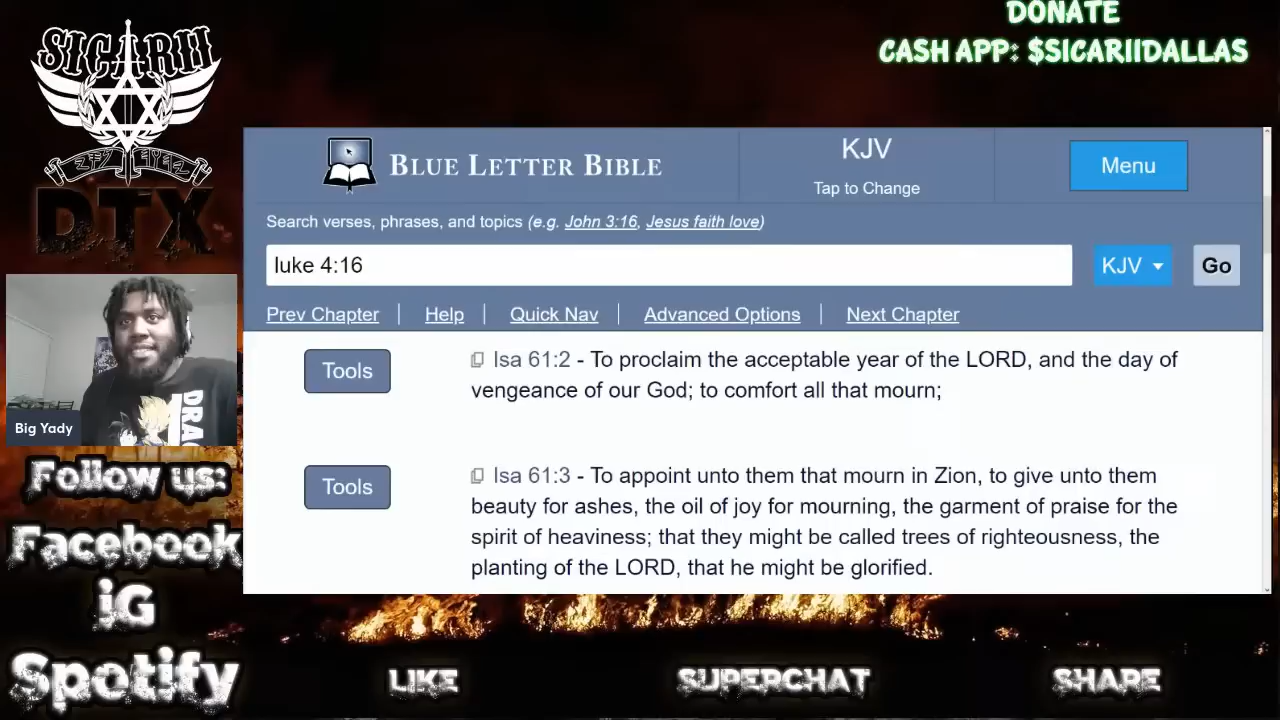 SICARII
DTX
DONATE
CASH APP: $SICARIIDALLAS
BLUE LETTER BIBLE
KJV
Tap to Change
Menu
Search verses, phrases, and topics (e.g. John 3:16, Jesus faith love)
luke 4:16
KJV
Go
Prev Chapter
Help
Quick Nav
Advanced Options
Next Chapter
Tools
Isa 61:2 - To proclaim the acceptable year of the LORD, and the day of
vengeance of our God; to comfort all that mourn;
Tools
Isa 61:3 - To appoint unto them that mourn in Zion, to give unto them
beauty for ashes, the oil of joy for mourning, the garment of praise for the
spirit of heaviness; that they might be called trees of righteousness, the
planting of the LORD, that he might be glorified.
Big Yady
Follow us:
Facebook
iG
Spotify
LIKE
SUPERCHAT
SHARE